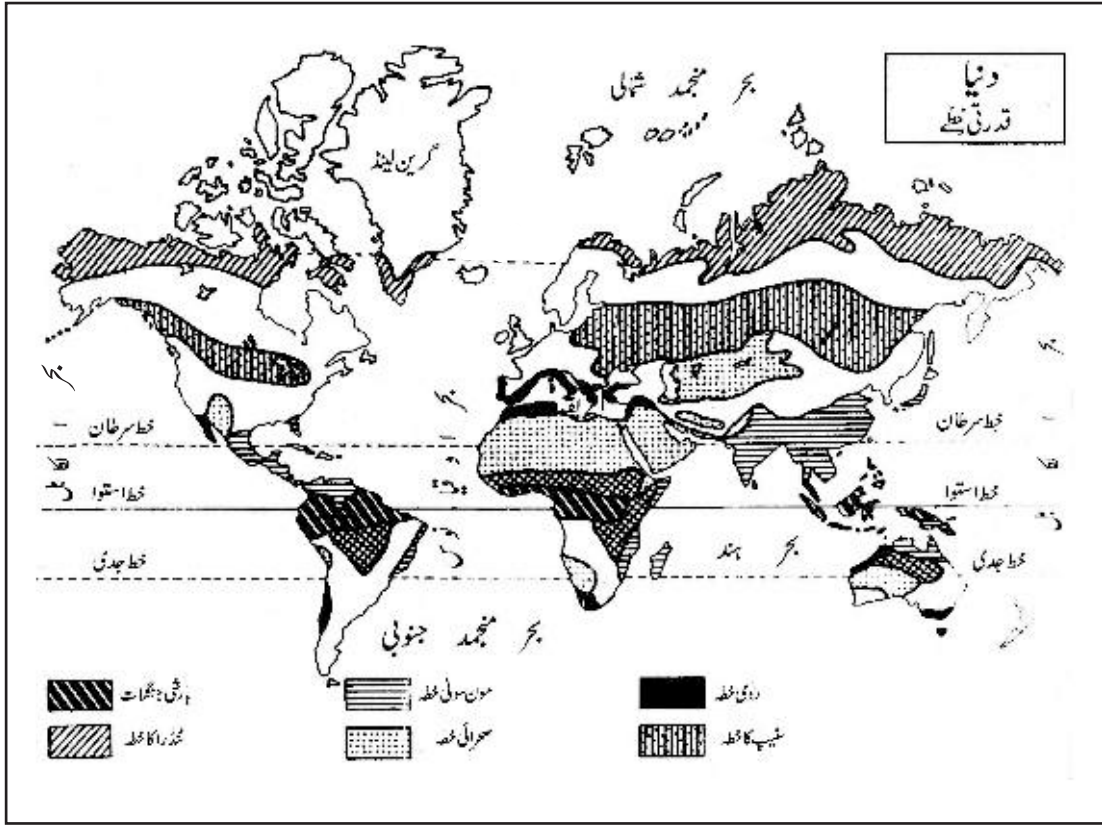 دنیا
قدرتی خطے
بحر منجمد شمالی
گرین لینڈ
خط سرطان
خط سرطان
خط استوا
خط استوا
بحر ہند
خط جدی
خط جدی
بحر منجمد جنوبی
رومی خطہ
مون سونی خطہ
بارشی جنگلات
سٹیپ کا خطہ
صحرائی خطہ
ٹنڈرا کا خطہ